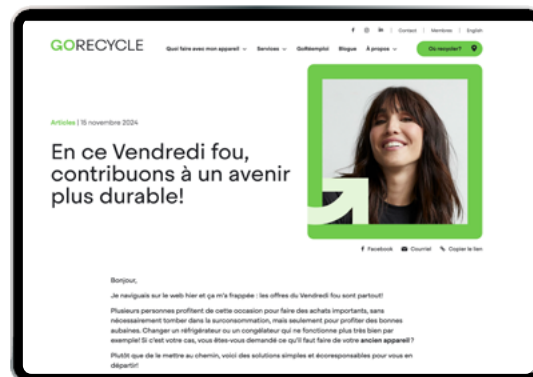 Contact | Membres | English
GORECYCLE
Quoi faire avec mon appareil Services GoRéemploi Blogue À propos Où recycler?
Articles | 15 novembre 2024
En ce Vendredi fou,
contribuons à un avenir
plus durable!
Facebook Courriel Copier le lien
Bonjour,
Je naviguais sur le web hier et ça m'a frappée : les offres du Vendredi fou sont partout!
Plusieurs personnes profitent de cette occasion pour faire des achats importants, sans
nécessairement tomber dans la surconsommation, mais seulement pour profiter des bonnes
aubaines. Changer un réfrigérateur ou un congélateur qui ne fonctionne plus très bien par
exemple! Si c'est votre cas, vous êtes-vous demandé ce qu'il faut faire de votre ancien appareil ?
Plutôt que de le mettre au chemin, voici des solutions simples et écoresponsables pour vous en
départir!